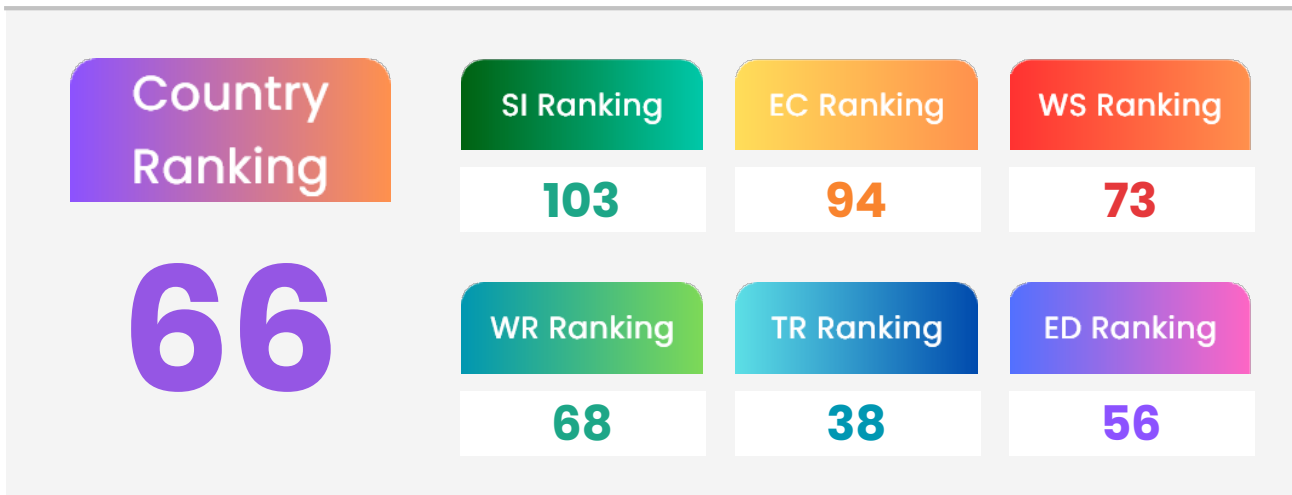 Country
Ranking
66
SI Ranking
103
EC Ranking
94
WS Ranking
73
WR Ranking
68
TR Ranking
38
ED Ranking
56